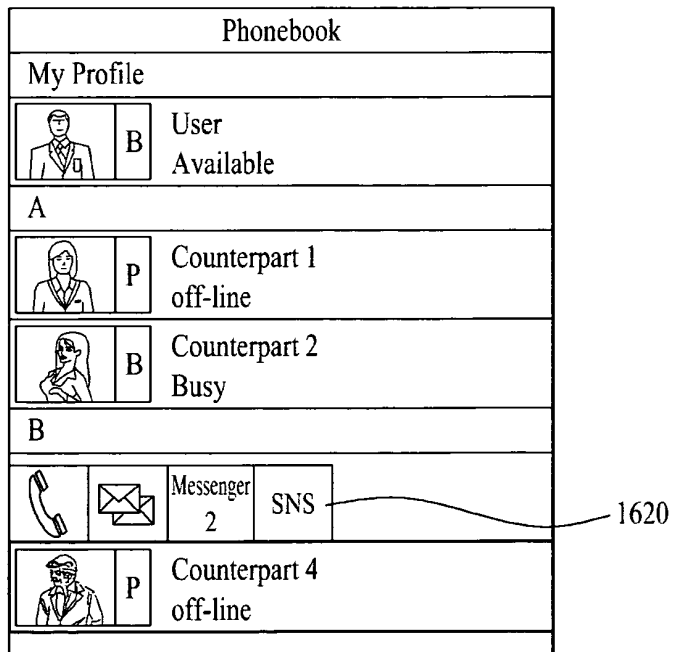 Phonebook
My Profile
B
User
Available
A
P
Counterpart 1
off-line
B
Counterpart 2
Busy
B
Messenger
2
SNS
1620
P
Counterpart 4
off-line